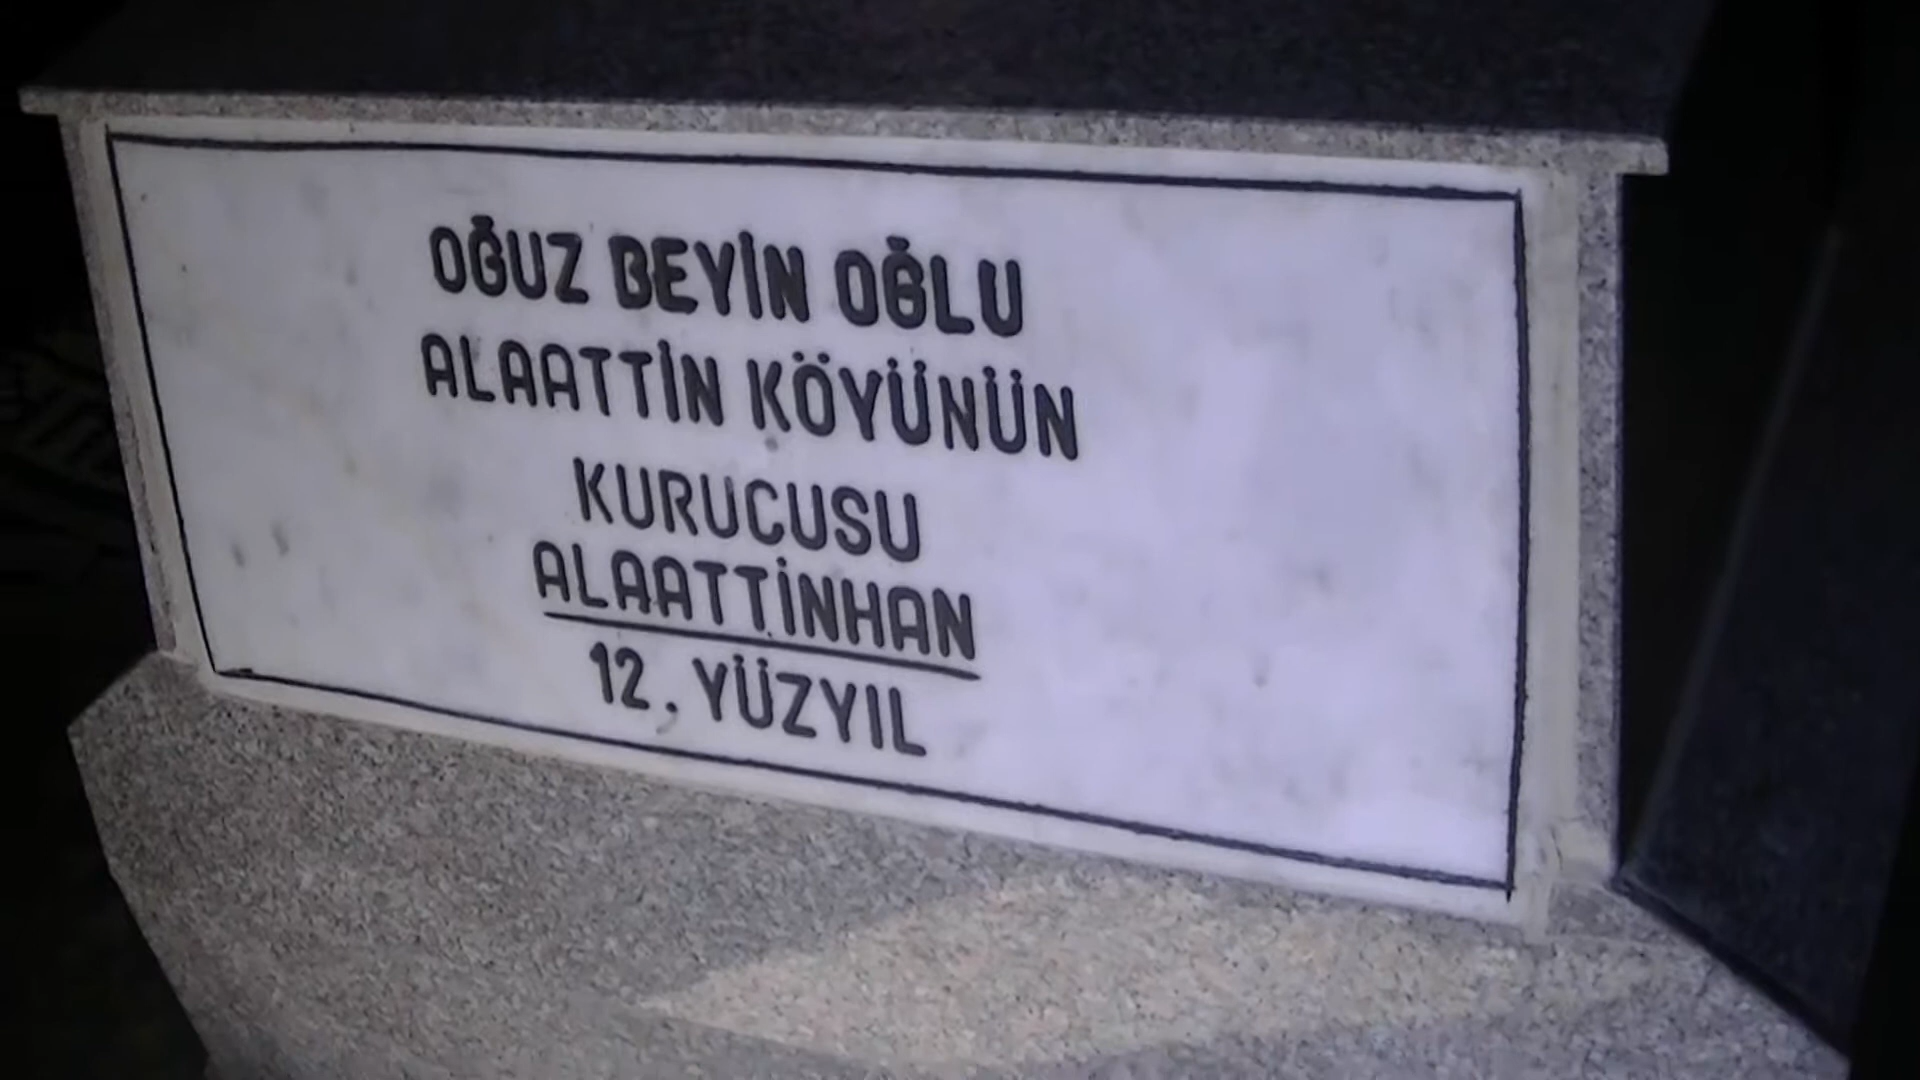 OĞUZ BEYİN OĞLU
ALAATTİN KÖYÜNÜN
KURUCUSU
ALAATTİNHAN
12. YÜZYIL